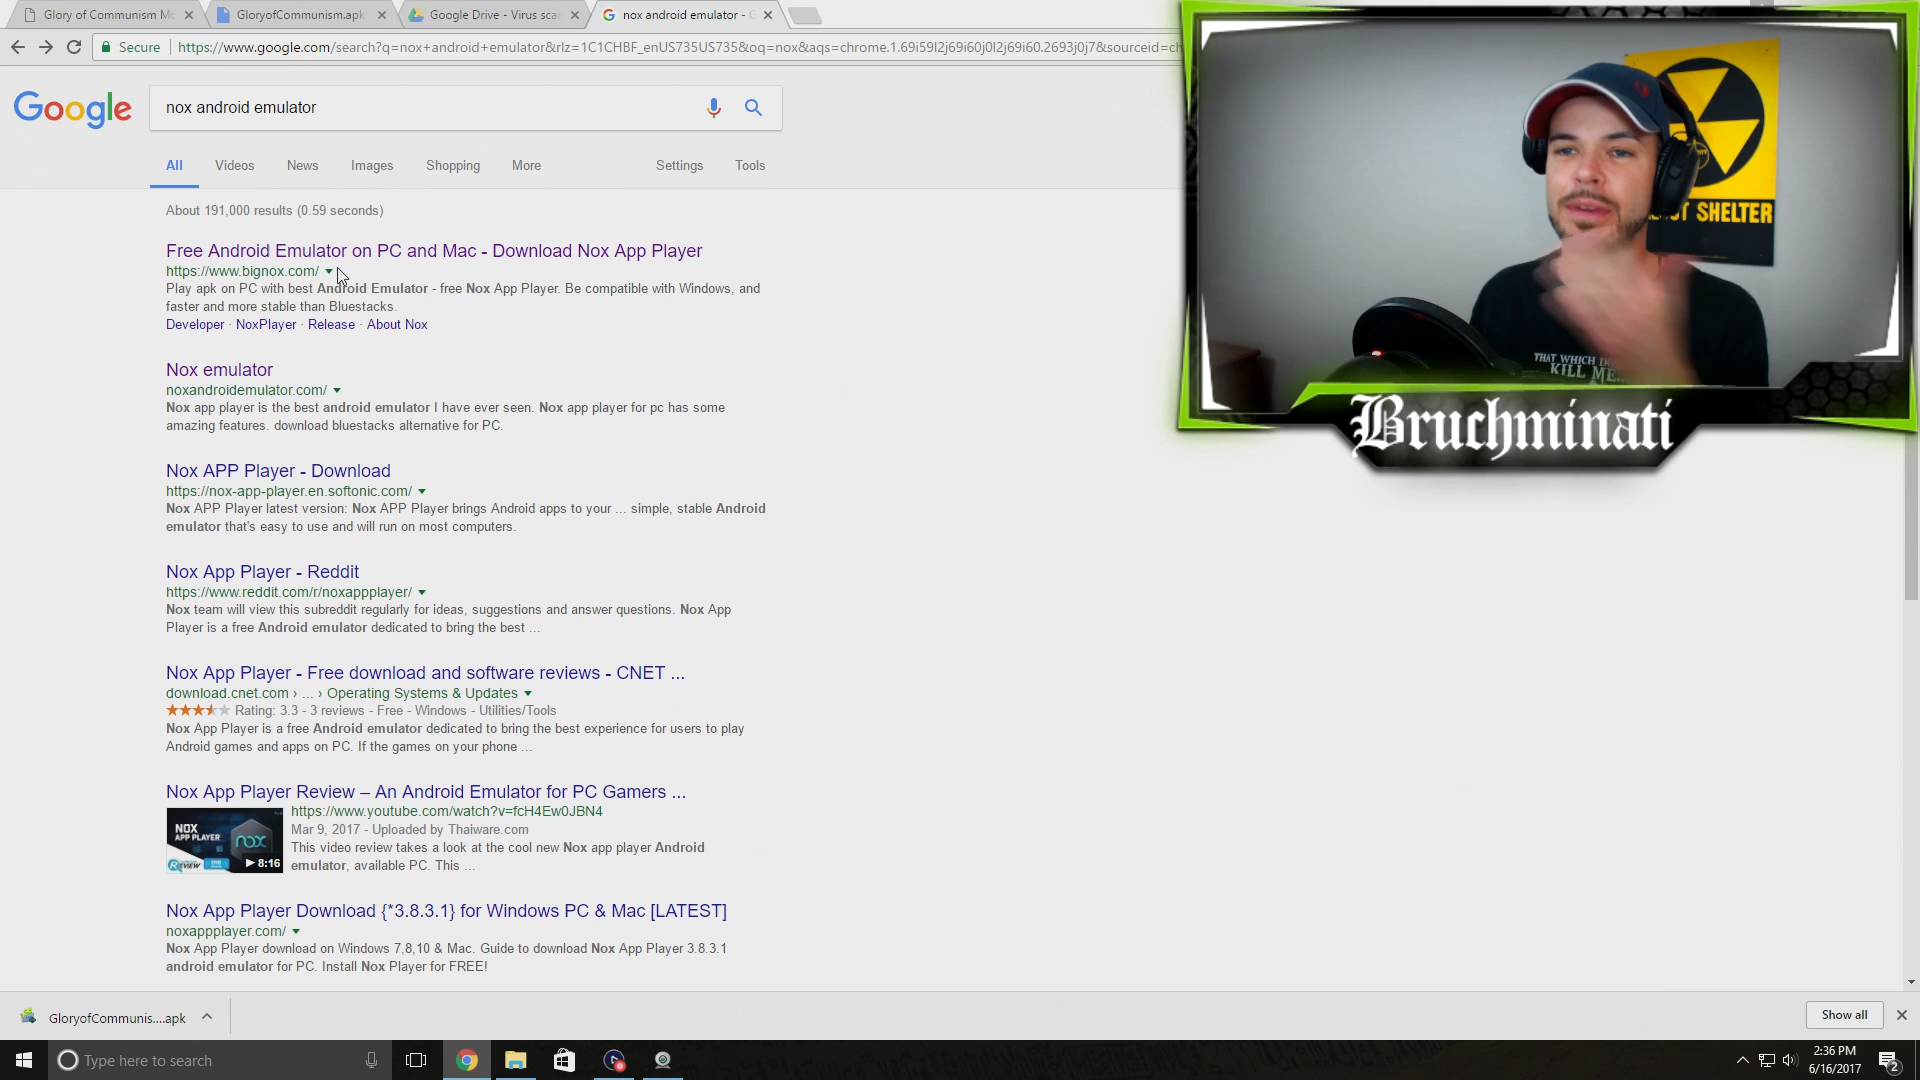 Glory of Communism Mo
GloryofCommunism.apk
Google Drive - Virus sca
nox android emulator - G
Secure
https://www.google.com/search?q=nox+android+emulator&rlz=1C1CHBF_enUS735US735&oq=nox&aqs=chrome.1.69i59l2j69i60j0l2j69i60.2693j0j7&sourceid=ch
Google
nox android emulator
All Videos News Images Shopping More Settings Tools
About 191,000 results (0.59 seconds)
Free Android Emulator on PC and Mac - Download Nox App Player
https://www.bignox.com/
Play apk on PC with best Android Emulator - free Nox App Player. Be compatible with Windows, and
faster and more stable than Bluestacks.
Developer · NoxPlayer · Release · About Nox
Nox emulator
noxandroidemulator.com/
Nox app player is the best android emulator I have ever seen. Nox app player for pc has some
amazing features. download bluestacks alternative for PC.
Nox APP Player - Download
https://nox-app-player.en.softonic.com/
Nox APP Player latest version: Nox APP Player brings Android apps to your ... simple, stable Android
emulator that's easy to use and will run on most computers.
Nox App Player - Reddit
https://www.reddit.com/r/noxappplayer/
Nox team will view this subreddit regularly for ideas, suggestions and answer questions. Nox App
Player is a free Android emulator dedicated to bring the best ...
Nox App Player - Free download and software reviews - CNET ...
download.cnet.com › ... › Operating Systems & Updates
Rating: 3.3 - 3 reviews - Free - Windows - Utilities/Tools
Nox App Player is a free Android emulator dedicated to bring the best experience for users to play
Android games and apps on PC. If the games on your phone ...
Nox App Player Review – An Android Emulator for PC Gamers ...
https://www.youtube.com/watch?v=fcH4Ew0JBN4
Mar 9, 2017 - Uploaded by Thaiware.com
This video review takes a look at the cool new Nox app player Android
emulator, available PC. This ...
NOX
APP PLAYER
nox
REVIEW
8:16
Nox App Player Download {*3.8.3.1} for Windows PC & Mac [LATEST]
noxappplayer.com/
Nox App Player download on Windows 7,8,10 & Mac. Guide to download Nox App Player 3.8.3.1
android emulator for PC. Install Nox Player for FREE!
SHELTER
THAT WHICH
KILL ME
Bruchminati
GloryofCommunis....apk
Show all
Type here to search
2:36 PM
6/16/2017
2